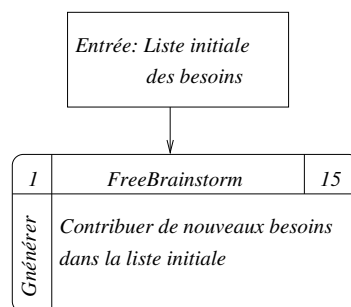 Entrée: Liste initiale
des besoins
1
FreeBrainstorm
15
Gnénérer
Contribuer de nouveaux besoins
dans la liste initiale